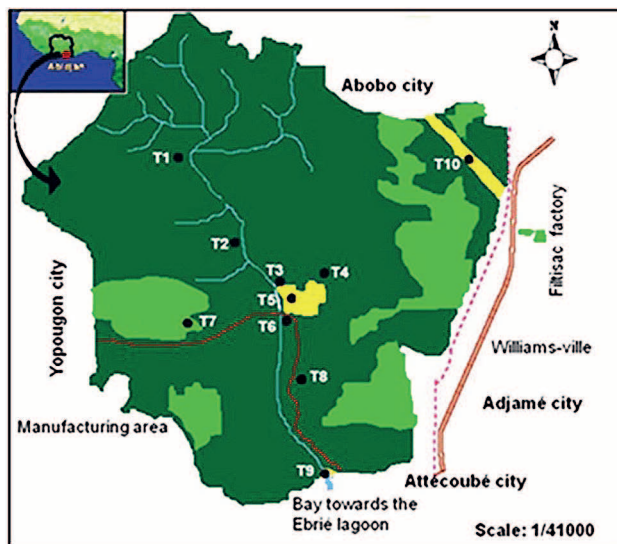 Abidjan
N
Abobo city
T1
T10
T2
T3
T4
T5
T6
T7
T8
T9
Yopougon city
Filtisac factory
Williams-ville
Adjamé city
Manufacturing area
Attécoubé city
Bay towards the
Ebrié lagoon
Scale: 1/41000